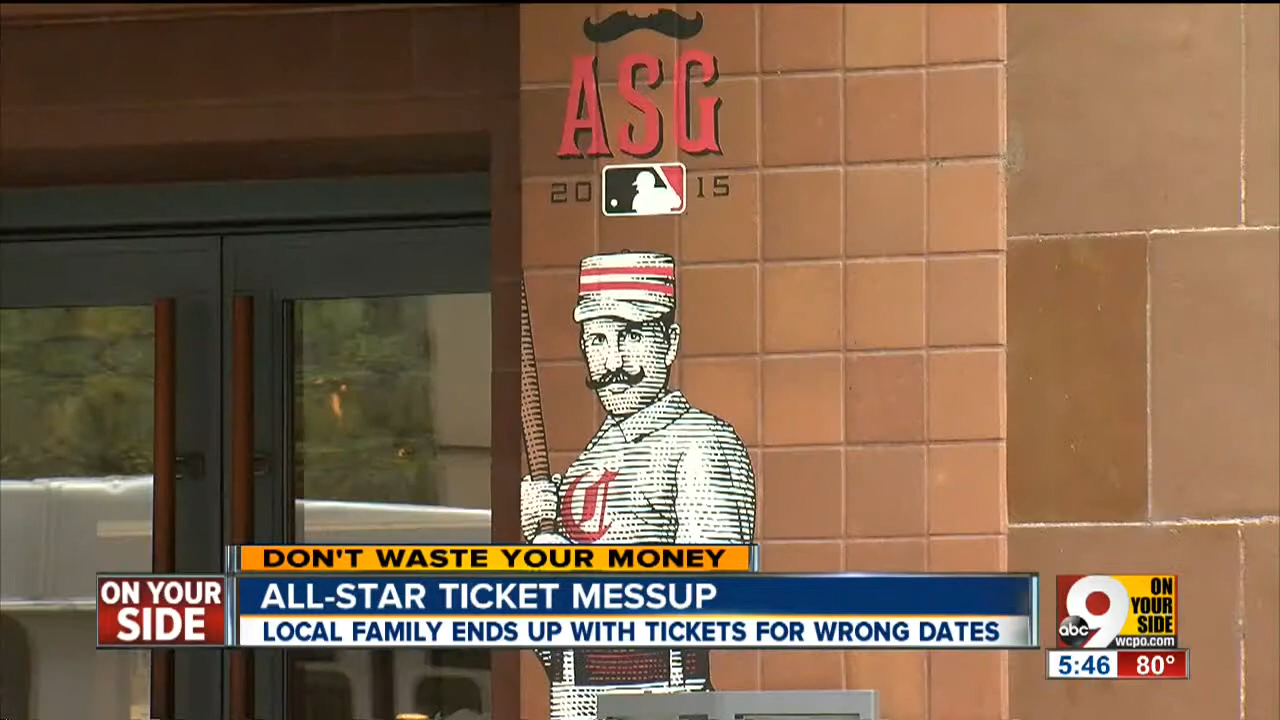 ASG
20 15
C
DON'T WASTE YOUR MONEY
ON YOUR SIDE
ALL-STAR TICKET MESSUP
LOCAL FAMILY ENDS UP WITH TICKETS FOR WRONG DATES
abc 9 ON YOUR SIDE
wcpo.com
5:46 80°